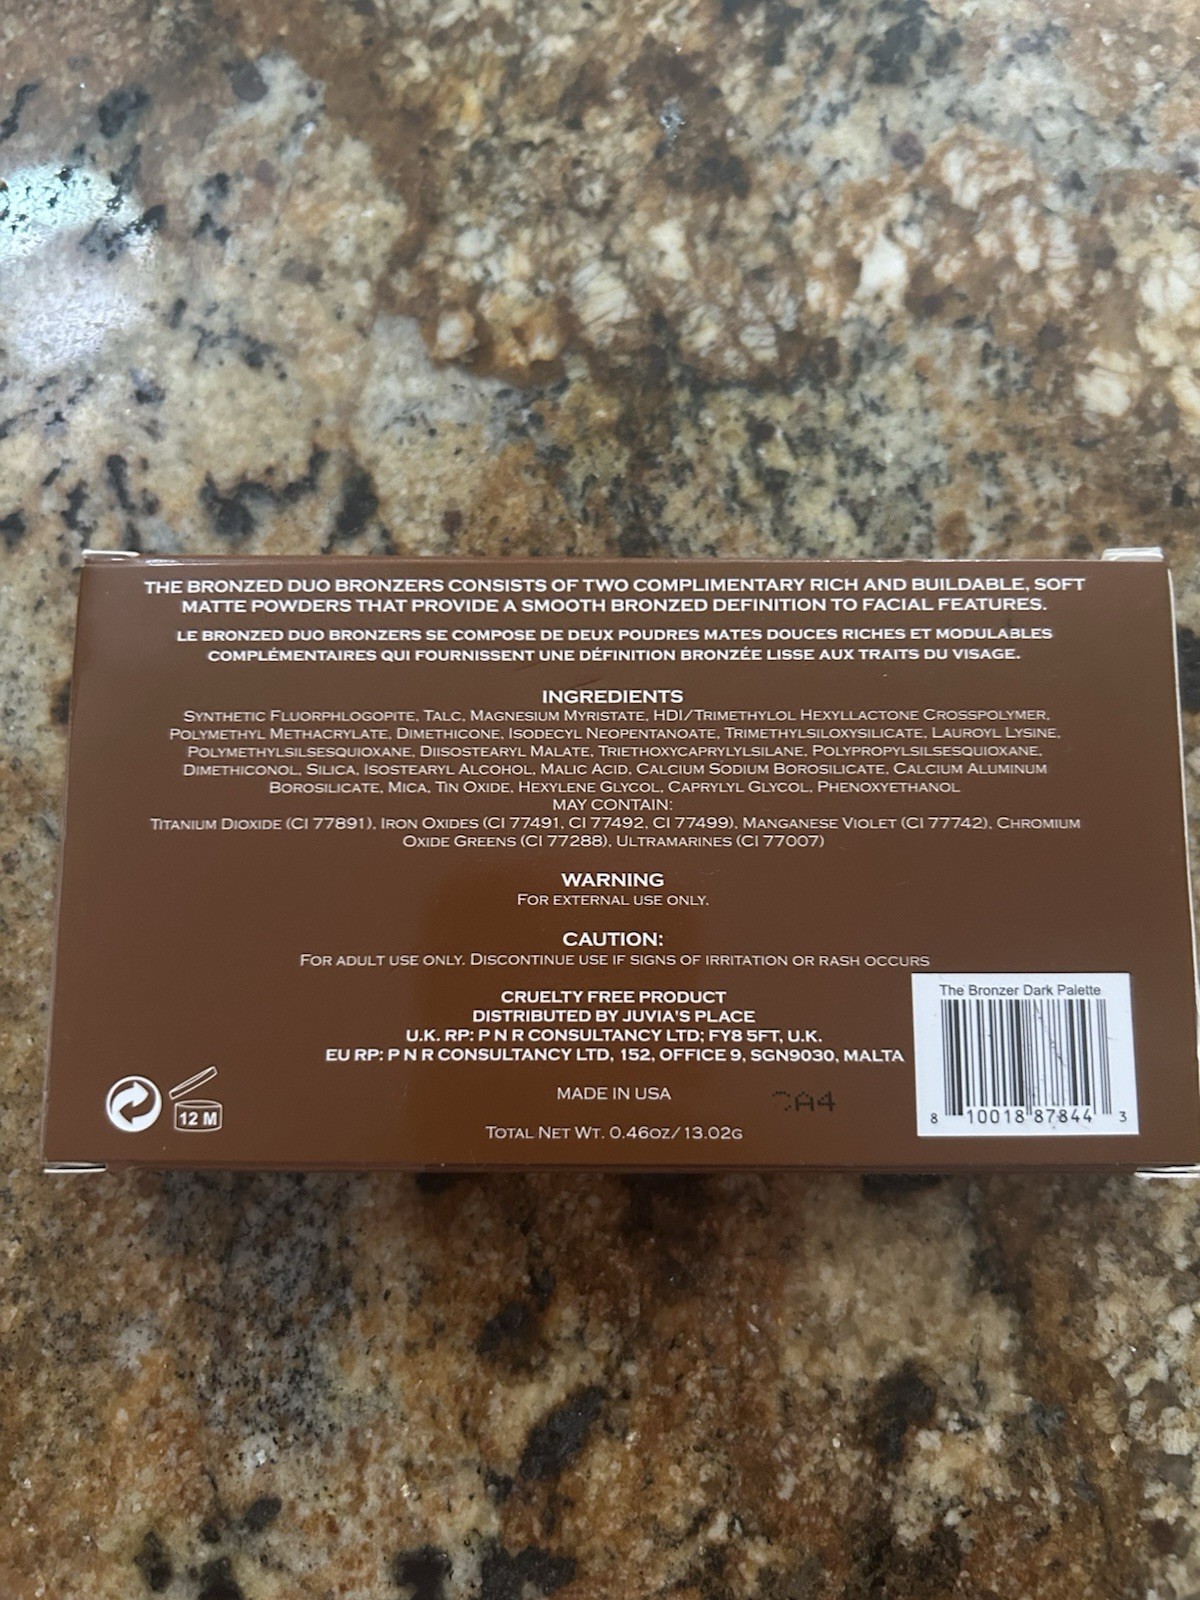 THE BRONZED DUO BRONZERS CONSISTS OF TWO COMPLIMENTARY RICH AND BUILDABLE, SOFT
MATTE POWDERS THAT PROVIDE A SMOOTH BRONZED DEFINITION TO FACIAL FEATURES.
LE BRONZED DUO BRONZERS SE COMPOSE DE DEUX POUDRES MATES DOUCES RICHES ET MODULABLES
COMPLÉMENTAIRES QUI FOURNISSENT UNE DÉFINITION BRONZÉE LISSE AUX TRAITS DU VISAGE.
INGREDIENTS
SYNTHETIC FLUORPHLOGOPITE, TALC, MAGNESIUM MYRISTATE, HDI/TRIMETHYLOL HEXYLLACTONE CROSSPOLYMER,
POLYMETHYL METHACRYLATE, DIMETHICONE, ISODECYL NEOPENTANOATE, TRIMETHYLSILOXYSILICATE, LAUROYL LYSINE,
POLYMETHYLSILSESQUIOXANE, DIISOSTEARYL MALATE, TRIETHOXYCAPRYLYLSILANE, POLYPROPYLSILSESQUIOXANE,
DIMETHICONOL, SILICA, ISOSTEARYL ALCOHOL, MALIC ACID, CALCIUM SODIUM BOROSILICATE, CALCIUM ALUMINUM
BOROSILICATE, MICA, TIN OXIDE, HEXYLENE GLYCOL, CAPRYLYL GLYCOL, PHENOXYETHANOL
MAY CONTAIN:
TITANIUM DIOXIDE (CI 77891), IRON OXIDES (CI 77491, CI 77492, CI 77499), MANGANESE VIOLET (CI 77742), CHROMIUM
OXIDE GREENS (CI 77288), ULTRAMARINES (CI 77007)
WARNING
FOR EXTERNAL USE ONLY.
CAUTION:
FOR ADULT USE ONLY. DISCONTINUE USE IF SIGNS OF IRRITATION OR RASH OCCURS
CRUELTY FREE PRODUCT
DISTRIBUTED BY JUVIA'S PLACE
U.K. RP: P N R CONSULTANCY LTD; FY8 5FT, U.K.
EU RP: P N R CONSULTANCY LTD, 152, OFFICE 9, SGN9030, MALTA
MADE IN USA
TOTAL NET WT. 0.46OZ/13.02G
12 M
The Bronzer Dark Palette
8 10018 87844 3